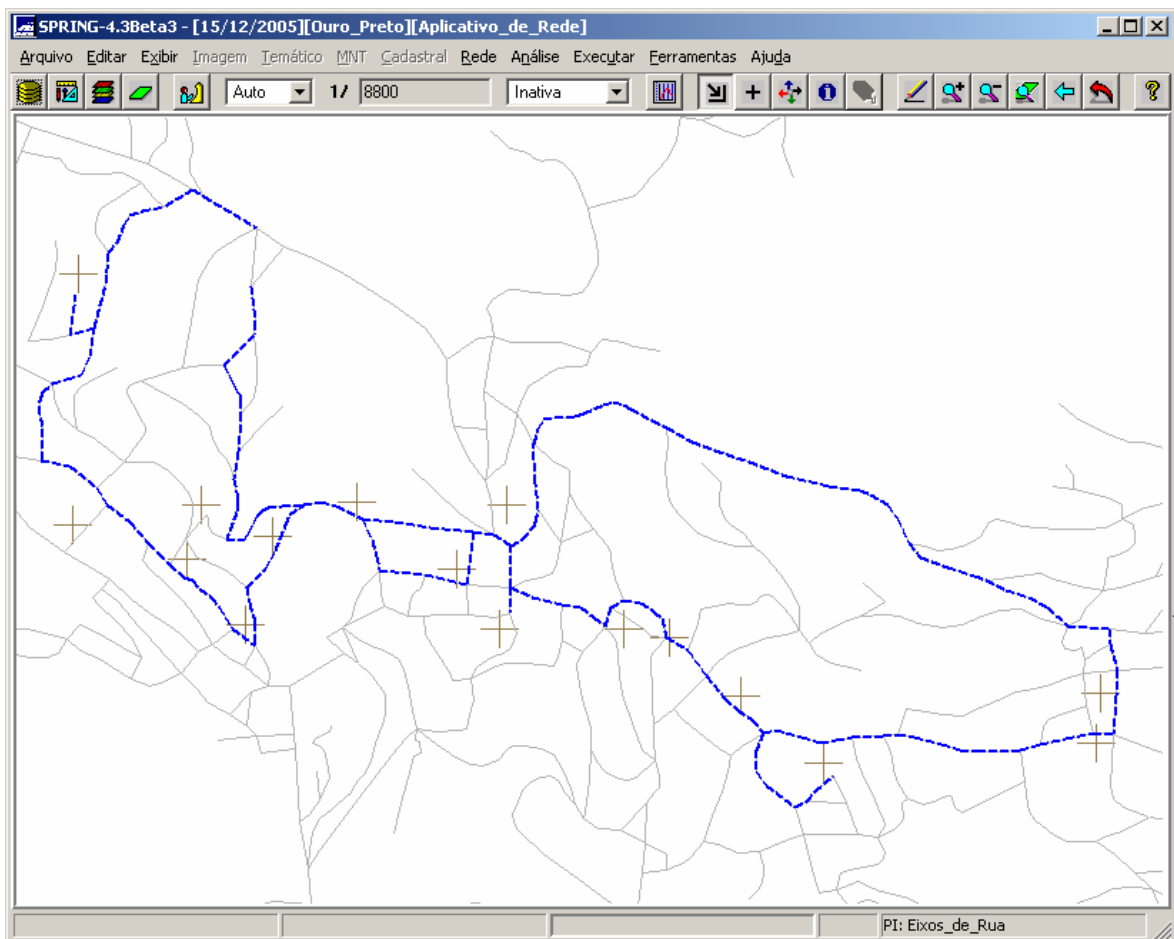 SPRING-4.3Beta3 - [15/12/2005][Ouro_Preto][Aplicativo_de_Rede]
Arquivo Editar Exibir Imagem Temático MNT Cadastral Rede Análise Executar Ferramentas Ajuda
Auto 1/ 8800 Inativa
PI: Eixos_de_Rua